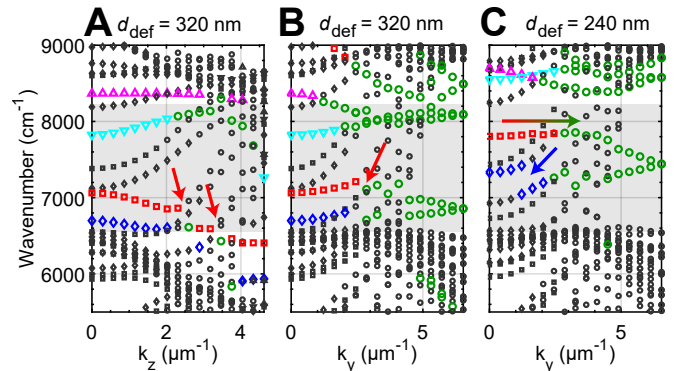 A d_def = 320 nm
B d_def = 320 nm
C d_def = 240 nm
Wavenumber (cm⁻¹)
9000
8000
7000
6000
0 2 4
0 5
0 5
k_z (μm⁻¹)
k_y (μm⁻¹)
k_y (μm⁻¹)